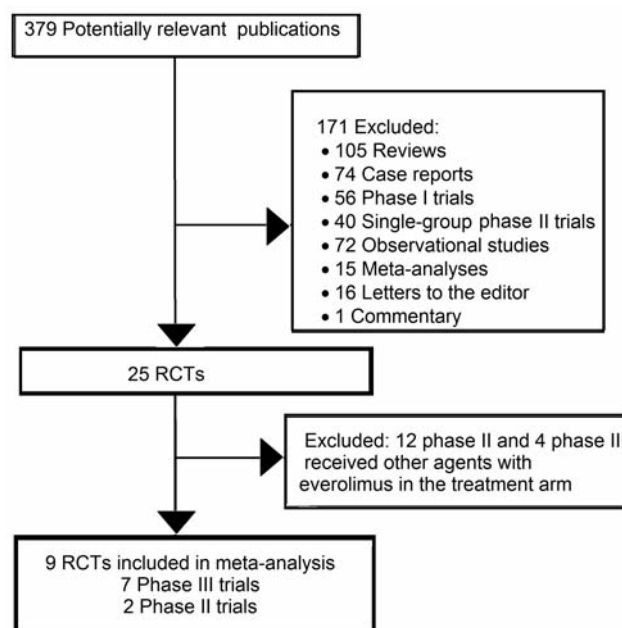 379 Potentially relevant publications
171 Excluded:
• 105 Reviews
• 74 Case reports
• 56 Phase I trials
• 40 Single-group phase II trials
• 72 Observational studies
• 15 Meta-analyses
• 16 Letters to the editor
• 1 Commentary
25 RCTs
Excluded: 12 phase II and 4 phase II
received other agents with
everolimus in the treatment arm
9 RCTs included in meta-analysis
7 Phase III trials
2 Phase II trials